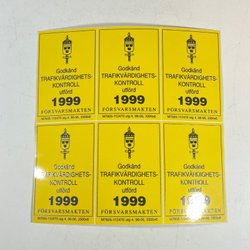 Godkänd Godkänd Godkänd
TRAFIKVÄRDIGHETS- TRAFIKVÄRDIGHETS- TRAFIKVÄRDIGHETS-
KONTROLL KONTROLL KONTROLL
utförd utförd utförd
1999 1999 1999
FÖRSVARSMAKTEN FÖRSVARSMAKTEN FÖRSVARSMAKTEN
Godkänd Godkänd Godkänd
TRAFIKVÄRDIGHETS- TRAFIKVÄRDIGHETS- TRAFIKVÄRDIGHETS-
KONTROLL KONTROLL KONTROLL
utförd utförd utförd
1999 1999 1999
FÖRSVARSMAKTEN FÖRSVARSMAKTEN FÖRSVARSMAKTEN